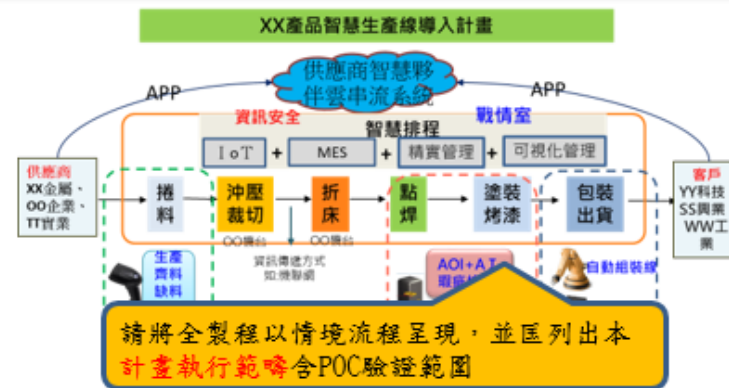 XX產品智慧生產線導入計畫
供應商智慧夥
伴雲串流系統
APP
APP
資訊安全
戰情室
智慧排程
IoT
+
MES
+
精實管理
+
可視化管理
供應商
XX金屬、
OO企業、
TT實業
捲
料
沖壓
裁切
折
床
點
焊
塗裝
烤漆
包裝
出貨
客戶
YY科技
SS興業
WW工
業
OO機台
OO機台
資訊傳遞方式
如:機聯網
生產
齊料
缺料
AOI+AI
自動組裝線
請將全製程以情境流程呈現，並匡列出本
計畫執行範疇含POC驗證範圍